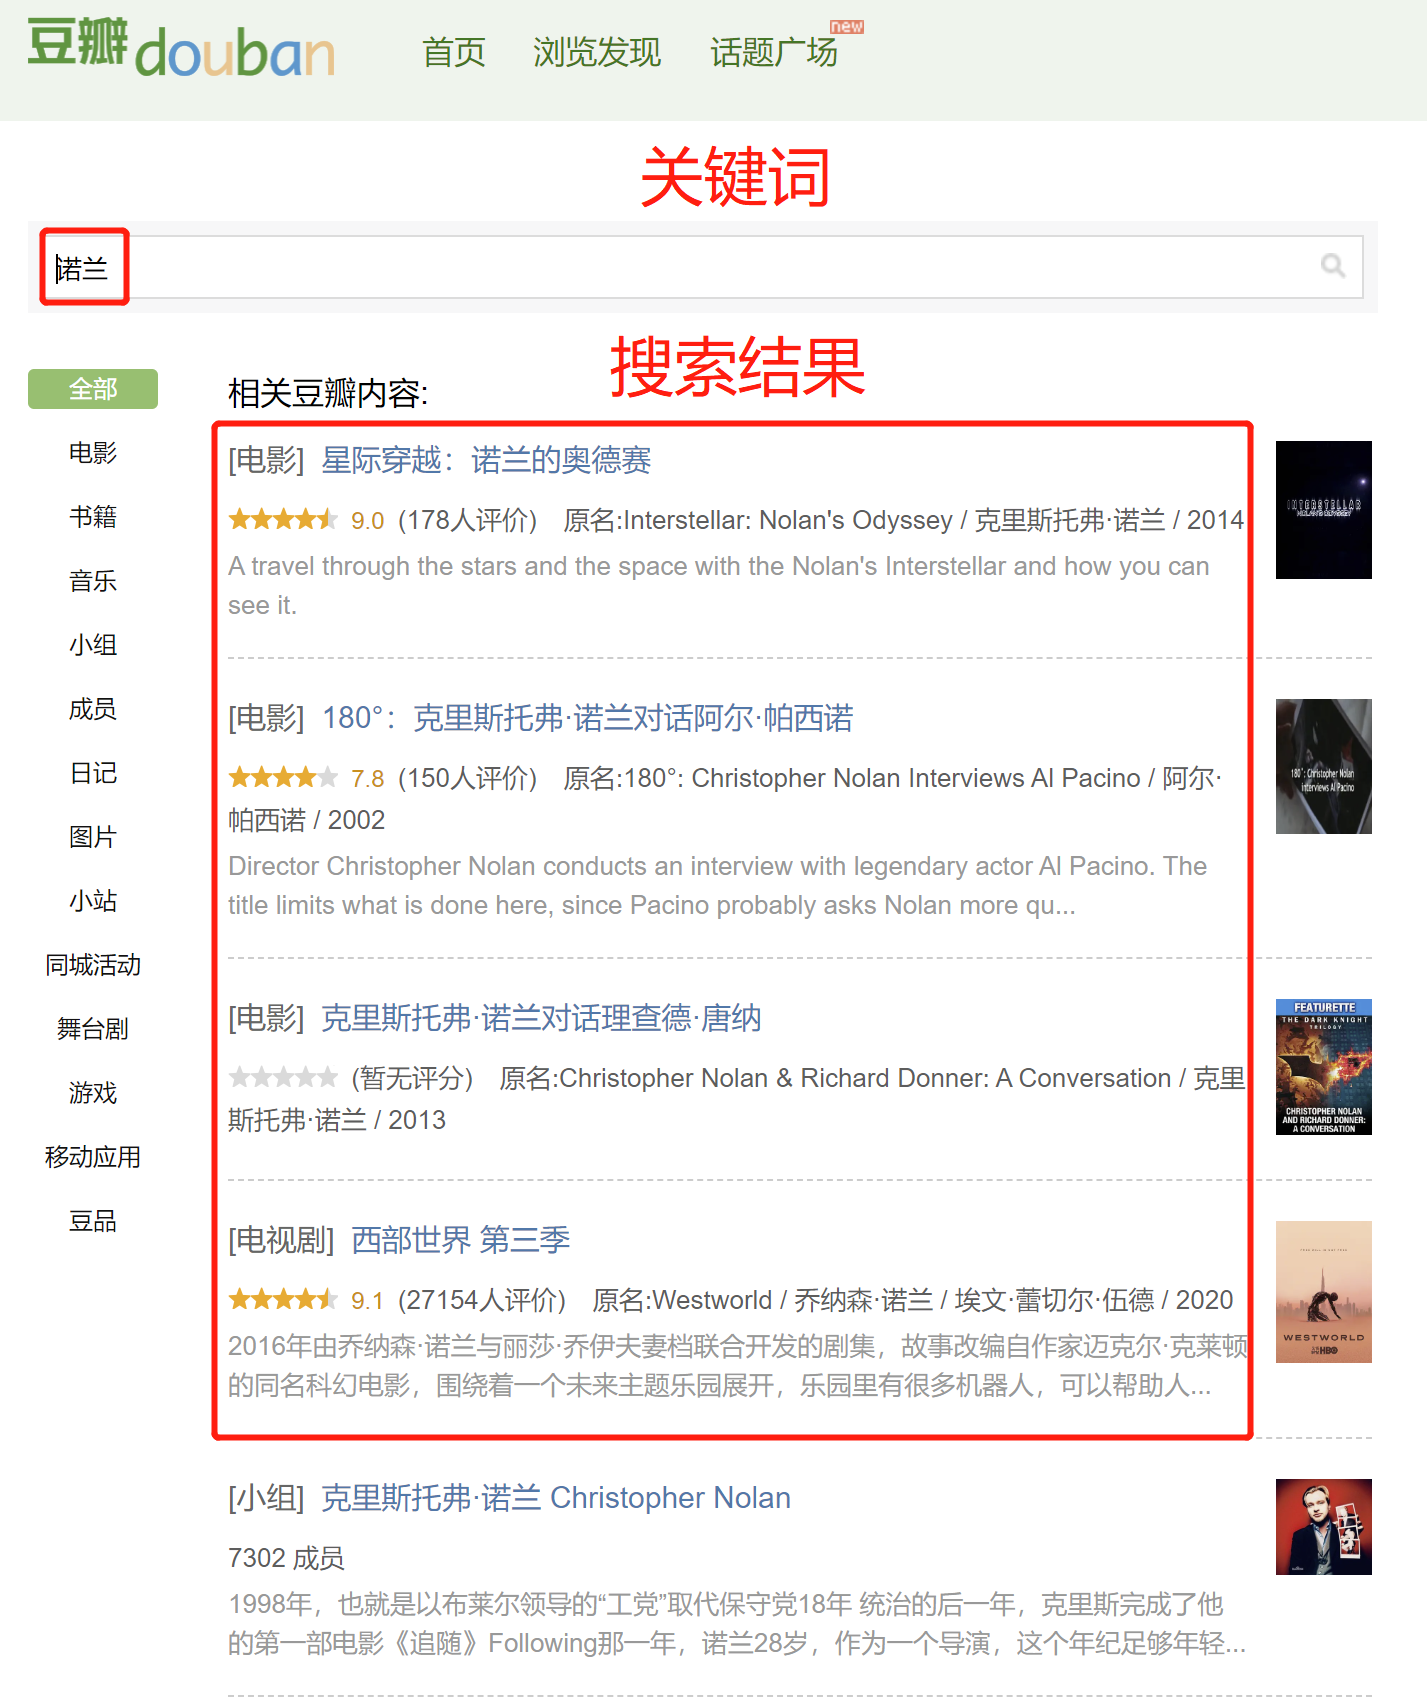 豆瓣douban 首页 浏览发现 话题广场 new
关键词
诺兰
搜索结果
全部
电影
书籍
音乐
小组
成员
日记
图片
小站
同城活动
舞台剧
游戏
移动应用
豆品
相关豆瓣内容:
[电影] 星际穿越：诺兰的奥德赛
9.0 (178人评价) 原名:Interstellar: Nolan's Odyssey / 克里斯托弗·诺兰 / 2014
A travel through the stars and the space with the Nolan's Interstellar and how you can
see it.
INTERSTELLAR
NOLAN'S ODYSSEY
[电影] 180°：克里斯托弗·诺兰对话阿尔·帕西诺
7.8 (150人评价) 原名:180°: Christopher Nolan Interviews Al Pacino / 阿尔·
帕西诺 / 2002
Director Christopher Nolan conducts an interview with legendary actor Al Pacino. The
title limits what is done here, since Pacino probably asks Nolan more qu...
180°: Christopher Nolan
Interviews Al Pacino
[电影] 克里斯托弗·诺兰对话理查德·唐纳
(暂无评分) 原名:Christopher Nolan & Richard Donner: A Conversation / 克里
斯托弗·诺兰 / 2013
FEATURETTE
THE DARK KNIGHT
TRILOGY
CHRISTOPHER NOLAN
AND RICHARD DONNER:
A CONVERSATION
[电视剧] 西部世界 第三季
9.1 (27154人评价) 原名:Westworld / 乔纳森·诺兰 / 埃文·蕾切尔·伍德 / 2020
2016年由乔纳森·诺兰与丽莎·乔伊夫妻档联合开发的剧集，故事改编自作家迈克尔·克莱顿
的同名科幻电影，围绕着一个未来主题乐园展开，乐园里有很多机器人，可以帮助人...
WESTWORLD
HBO
[小组] 克里斯托弗·诺兰 Christopher Nolan
7302 成员
1998年，也就是以布莱尔领导的“工党”取代保守党18年 统治的后一年，克里斯完成了他
的第一部电影《追随》Following那一年，诺兰28岁，作为一个导演，这个年纪足够年轻...